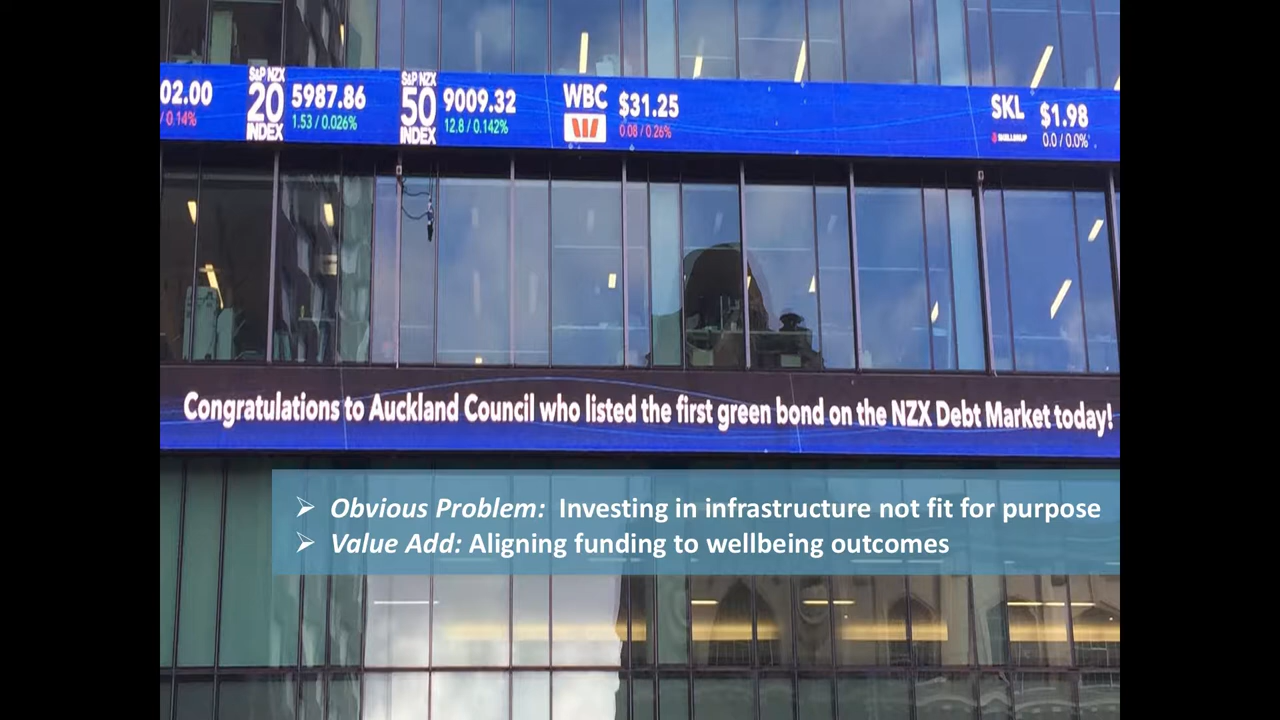 02.00
/ 0.14%
S&P NZX
20
INDEX
5987.86
1.53 / 0.026%
S&P NZX
50
INDEX
9009.32
12.8 / 0.142%
WBC
$31.25
0.08 / 0.26%
SKL
SKELLERUP
$1.98
0.0 / 0.0%
Congratulations to Auckland Council who listed the first green bond on the NZX Debt Market today!
➢ Obvious Problem: Investing in infrastructure not fit for purpose
➢ Value Add: Aligning funding to wellbeing outcomes